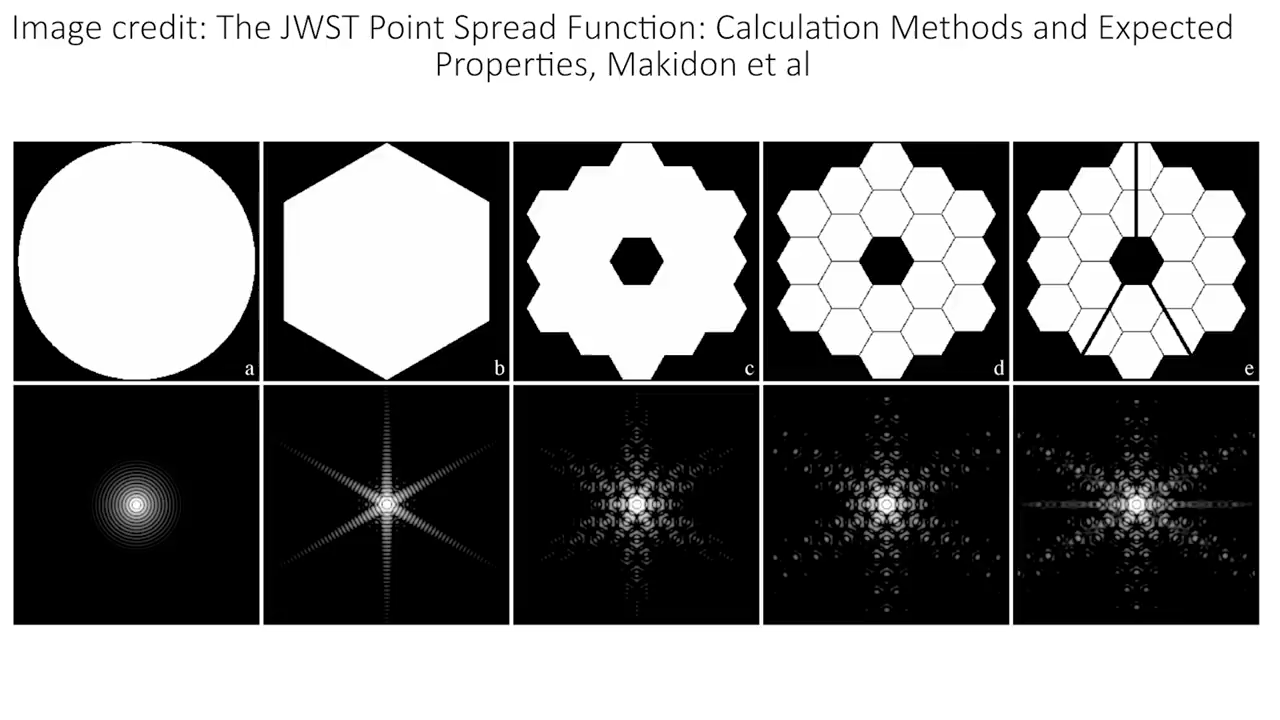 Image credit: The JWST Point Spread Function: Calculation Methods and Expected
Properties, Makidon et al
a b c d e